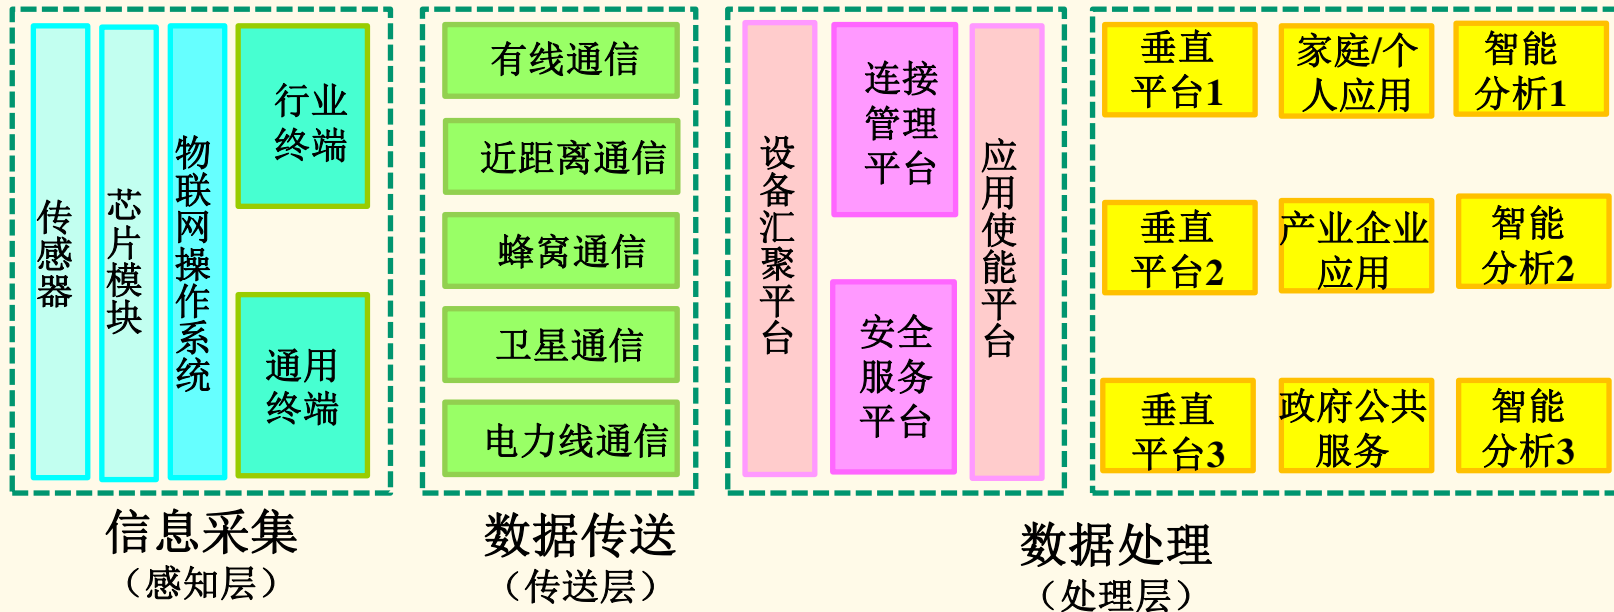 传感器
芯片模块
物联网操作系统
行业
终端
通用
终端
有线通信
近距离通信
蜂窝通信
卫星通信
电力线通信
设备汇聚平台
连接
管理
平台
安全
服务
平台
应用使能平台
垂直
平台1
家庭/个
人应用
智能
分析1
垂直
平台2
产业企业
应用
智能
分析2
垂直
平台3
政府公共
服务
智能
分析3
信息采集
（感知层）
数据传送
（传送层）
数据处理
（处理层）